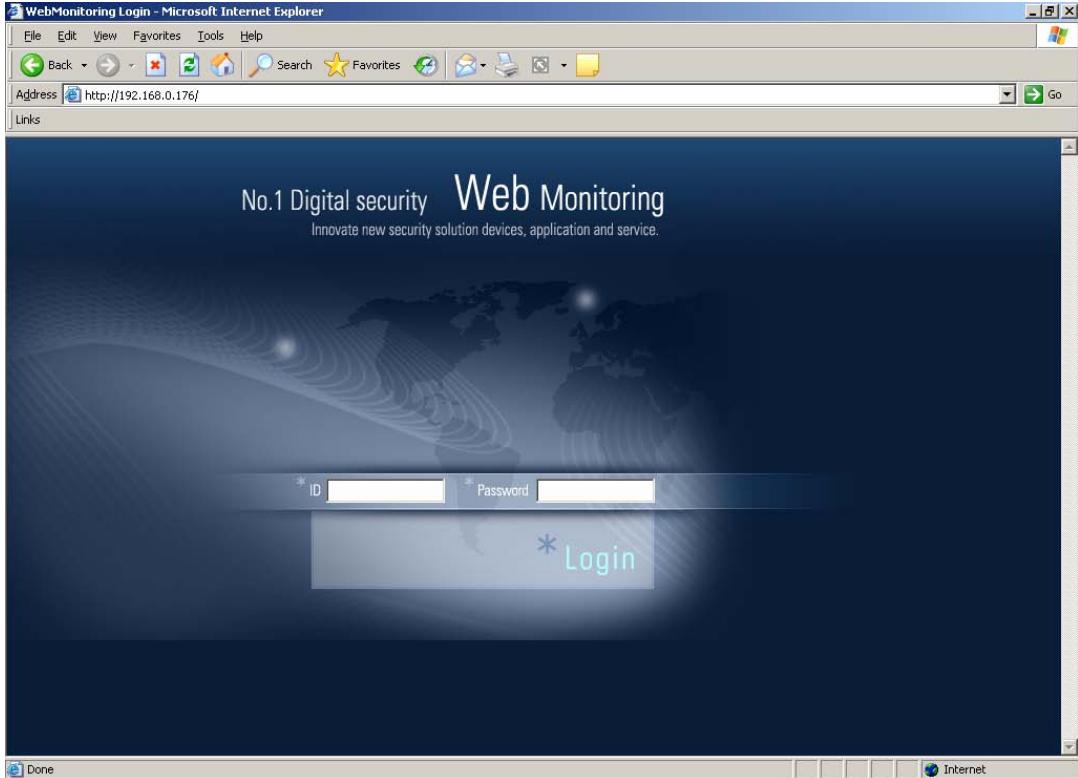 WebMonitoring Login - Microsoft Internet Explorer
File Edit View Favorites Tools Help
Back Search Favorites
Address http://192.168.0.176/ Go
Links
No.1 Digital security Web Monitoring
Innovate new security solution devices, application and service.
* ID * Password
* Login
Done Internet